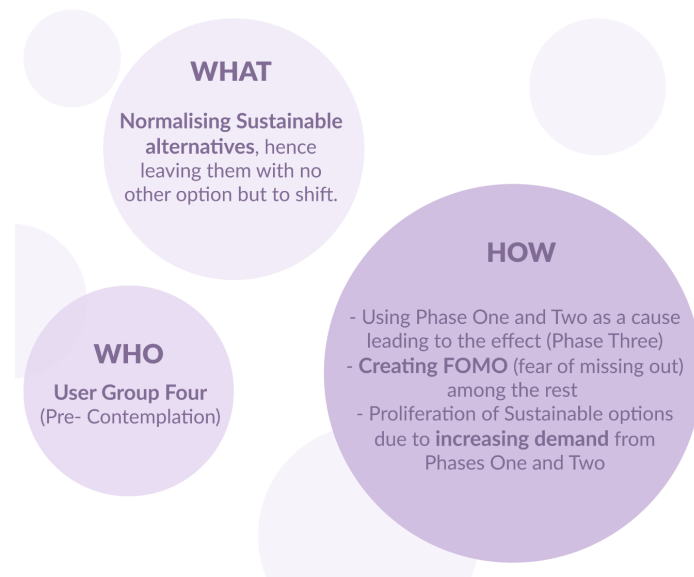 WHAT
Normalising Sustainable
alternatives, hence
leaving them with no
other option but to shift.
WHO
User Group Four
(Pre- Contemplation)
HOW
- Using Phase One and Two as a cause
leading to the effect (Phase Three)
- Creating FOMO (fear of missing out)
among the rest
- Proliferation of Sustainable options
due to increasing demand from
Phases One and Two